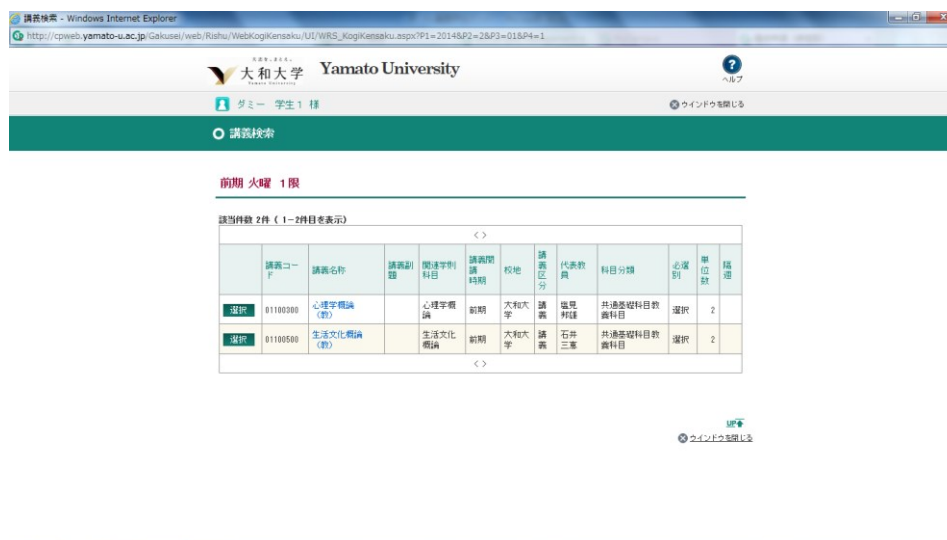 講義検索 - Windows Internet Explorer
http://cpweb.yamato-u.ac.jp/Gakusei/web/Rishu/WebKogiKensaku/UI/WRS_KogiKensaku.aspx?P1=2014&P2=2&P3=01&P4=1
大和大学 Yamato University
ヘルプ
ダミー 学生1 様
ウインドウを閉じる
講義検索
前期 火曜 1限
該当件数 2件 ( 1-2件目を表示)
< >
講義コード 講義名称 講義副題 関連学則科目 講義開講時期 校地 講義区分 代表教員 科目分類 必選別 単位数 隔週
選択 01100300 心理学概論(教) 心理学概論 前期 大和大学 講義 塩見 邦雄 共通基礎科目教養科目 選択 2
選択 01100500 生活文化概論(教) 生活文化概論 前期 大和大学 講義 石井 三恵 共通基礎科目教養科目 選択 2
< >
UP
ウインドウを閉じる